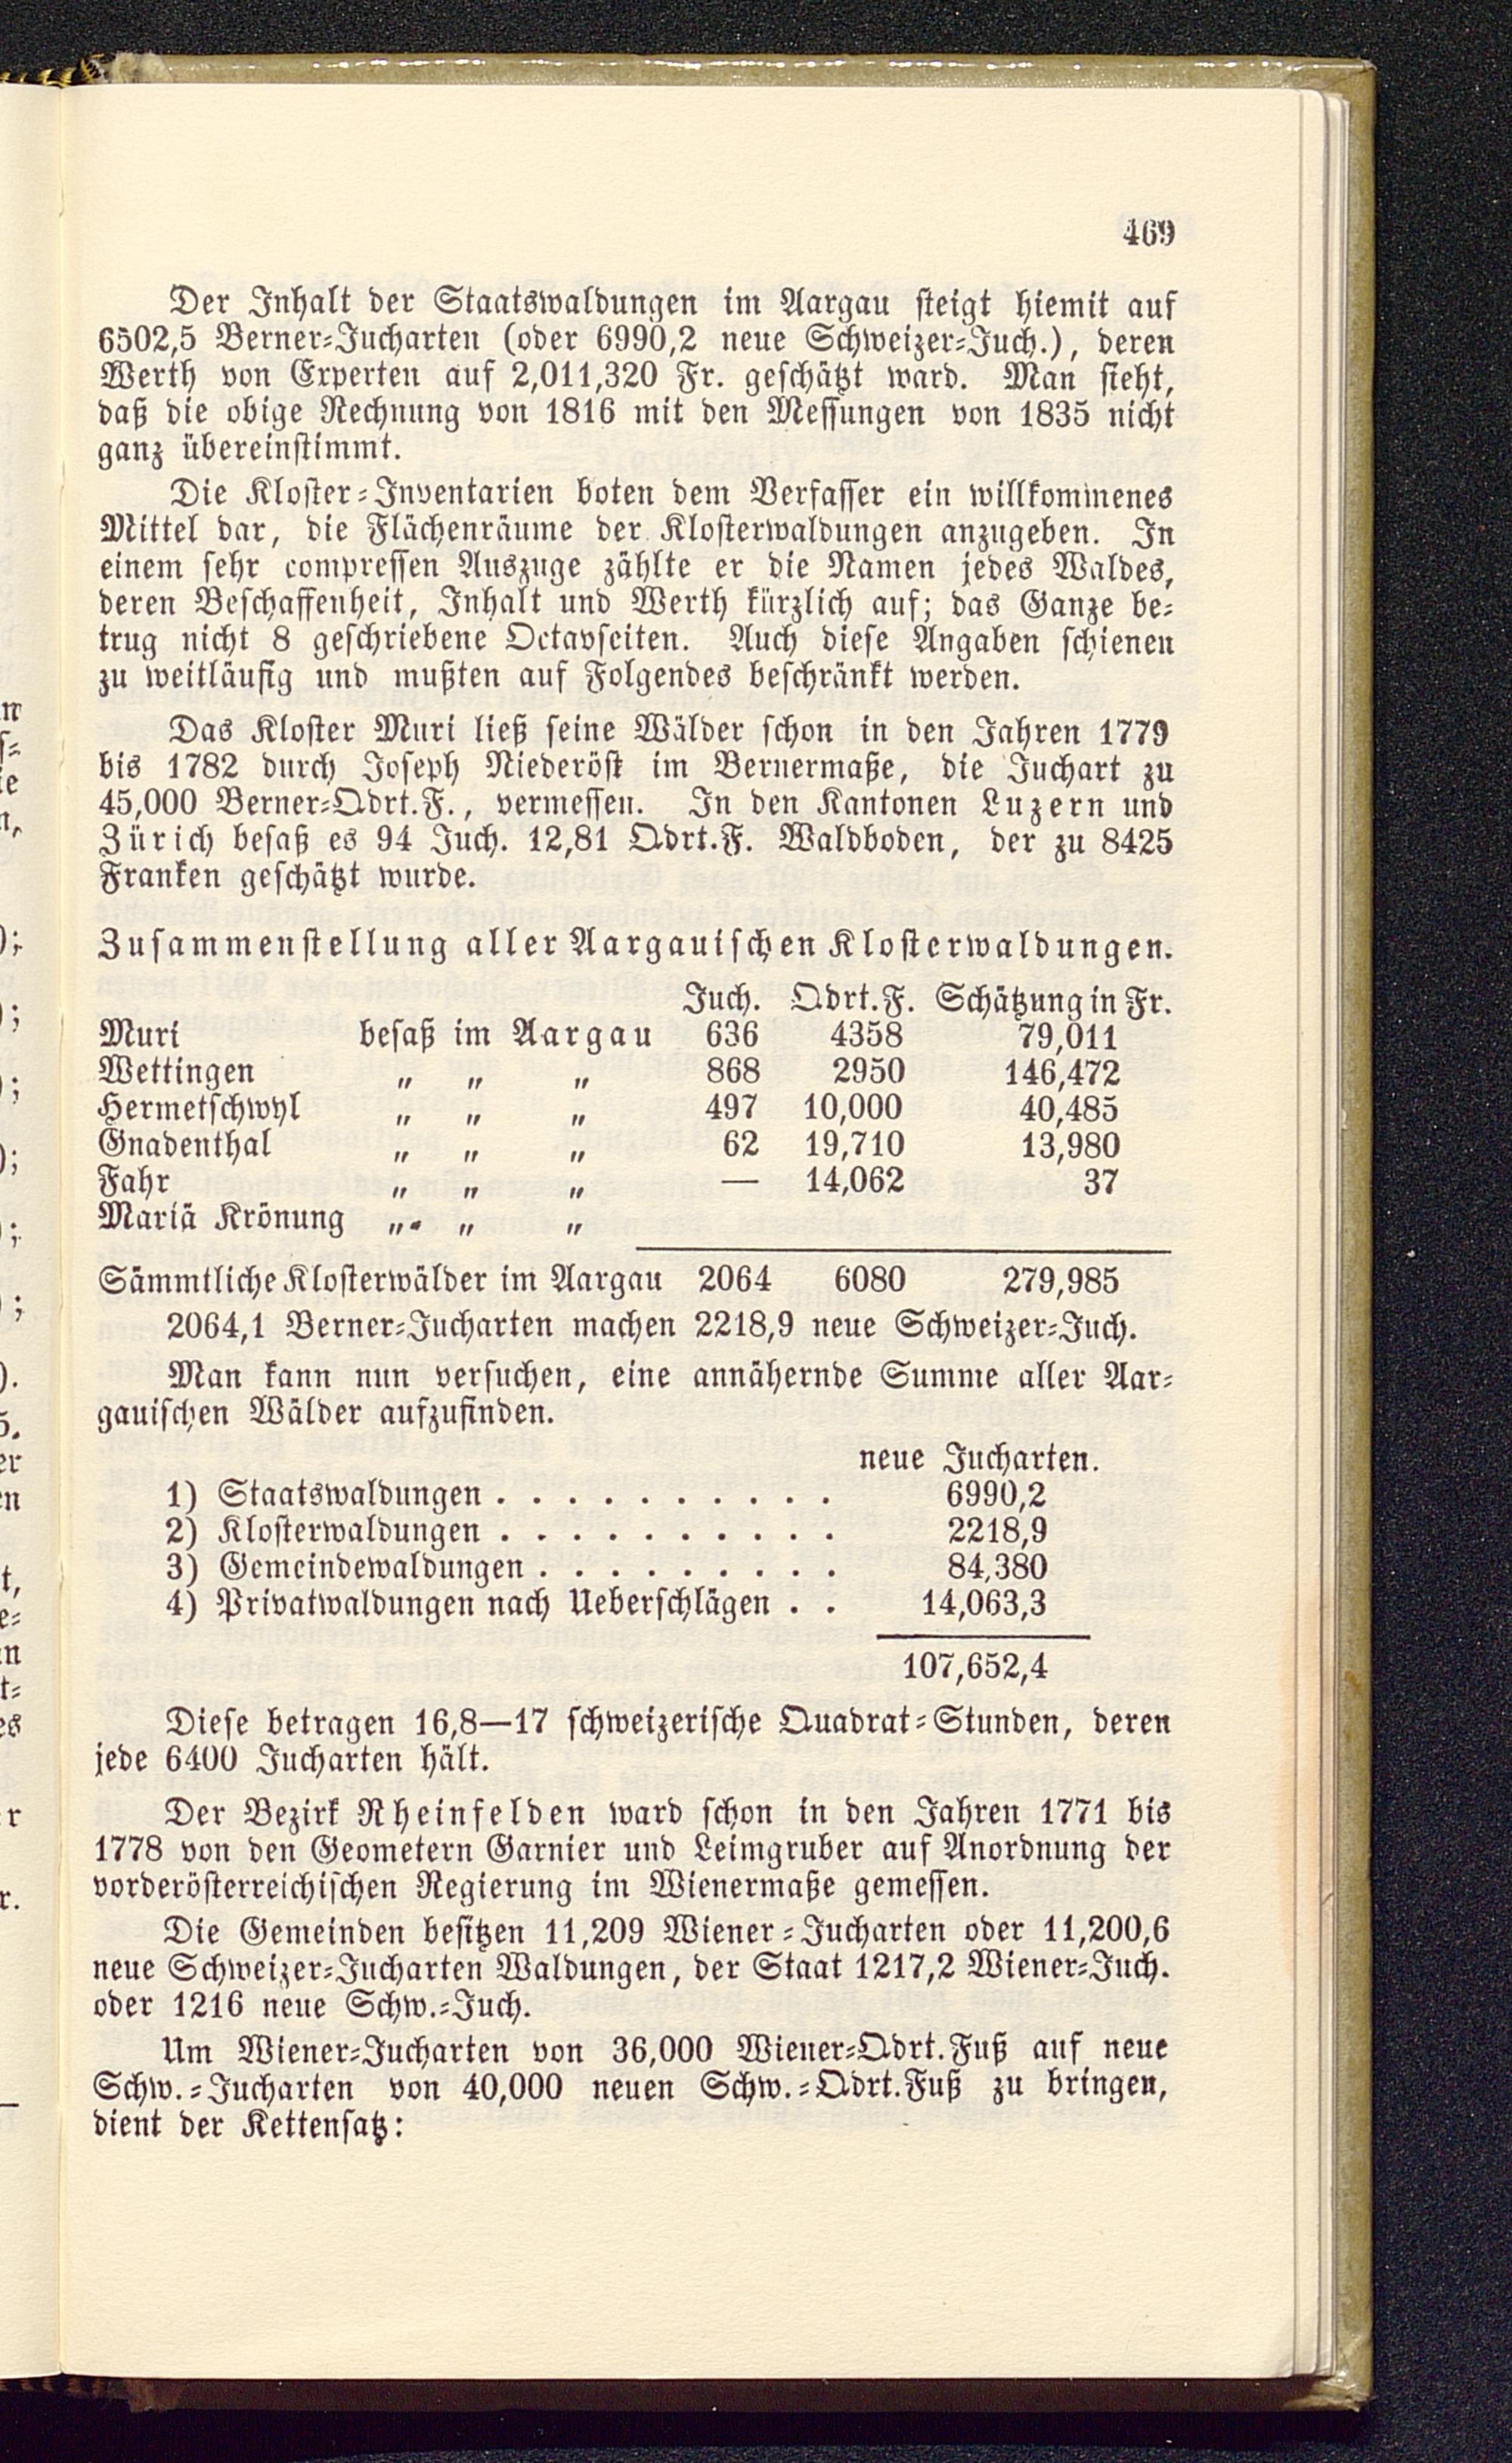 469
Der Inhalt der Staatswaldungen im Aargau steigt hiemit auf
6502,5 Berner-Jucharten (oder 6990,2 neue Schweizer-Juch.), deren
Werth von Experten auf 2,011,320 Fr. geschätzt ward. Man sieht,
daß die obige Rechnung von 1816 mit den Messungen von 1835 nicht
ganz übereinstimmt.
Die Kloster-Inventarien boten dem Verfasser ein willkommenes
Mittel dar, die Flächenräume der Klosterwaldungen anzugeben. In
einem sehr compressen Auszuge zählte er die Namen jedes Waldes,
deren Beschaffenheit, Inhalt und Werth kürzlich auf; das Ganze be-
trug nicht 8 geschriebene Octavseiten. Auch diese Angaben schienen
zu weitläufig und mußten auf Folgendes beschränkt werden.
Das Kloster Muri ließ seine Wälder schon in den Jahren 1779
bis 1782 durch Joseph Niederöst im Bernermaße, die Juchart zu
45,000 Berner-Qdrt.F., vermessen. In den Kantonen Luzern und
Zürich besaß es 94 Juch. 12,81 Qdrt.F. Waldboden, der zu 8425
Franken geschätzt wurde.
Zusammenstellung aller Aargauischen Klosterwaldungen.
Juch. Qdrt.F. Schätzung in Fr.
Muri besaß im Aargau 636 4358 79,011
Wettingen „ „ „ 868 2950 146,472
Hermetschwyl „ „ „ 497 10,000 40,485
Gnadenthal „ „ „ 62 19,710 13,980
Fahr „ „ „ — 14,062 37
Mariä Krönung „ „ „
Sämmtliche Klosterwälder im Aargau 2064 6080 279,985
2064,1 Berner-Jucharten machen 2218,9 neue Schweizer-Juch.
Man kann nun versuchen, eine annähernde Summe aller Aar-
gauischen Wälder aufzufinden.
neue Jucharten.
1) Staatswaldungen . . . . . . . . . . 6990,2
2) Klosterwaldungen . . . . . . . . . . 2218,9
3) Gemeindewaldungen . . . . . . . . . 84,380
4) Privatwaldungen nach Ueberschlägen . . 14,063,3
107,652,4
Diese betragen 16,8—17 schweizerische Quadrat-Stunden, deren
jede 6400 Jucharten hält.
Der Bezirk Rheinfelden ward schon in den Jahren 1771 bis
1778 von den Geometern Garnier und Leimgruber auf Anordnung der
vorderösterreichischen Regierung im Wienermaße gemessen.
Die Gemeinden besitzen 11,209 Wiener-Jucharten oder 11,200,6
neue Schweizer-Jucharten Waldungen, der Staat 1217,2 Wiener-Juch.
oder 1216 neue Schw.-Juch.
Um Wiener-Jucharten von 36,000 Wiener-Qdrt.Fuß auf neue
Schw.-Jucharten von 40,000 neuen Schw.-Qdrt.Fuß zu bringen,
dient der Kettensatz: